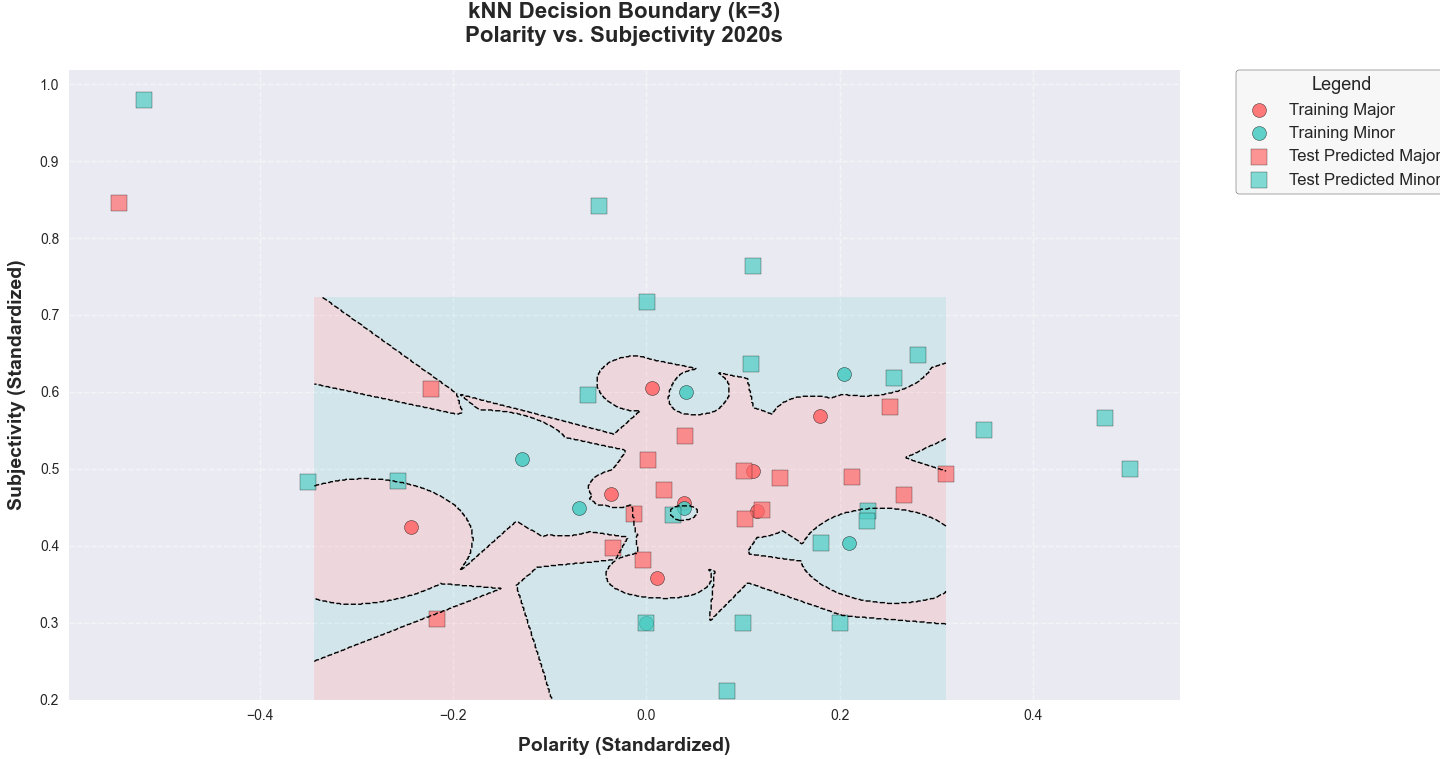 kNN Decision Boundary (k=3)
Polarity vs. Subjectivity 2020s
Legend
Training Major
Training Minor
Test Predicted Major
Test Predicted Minor
Subjectivity (Standardized)
1.0
0.9
0.8
0.7
0.6
0.5
0.4
0.3
0.2
−0.4
−0.2
0.0
0.2
0.4
Polarity (Standardized)